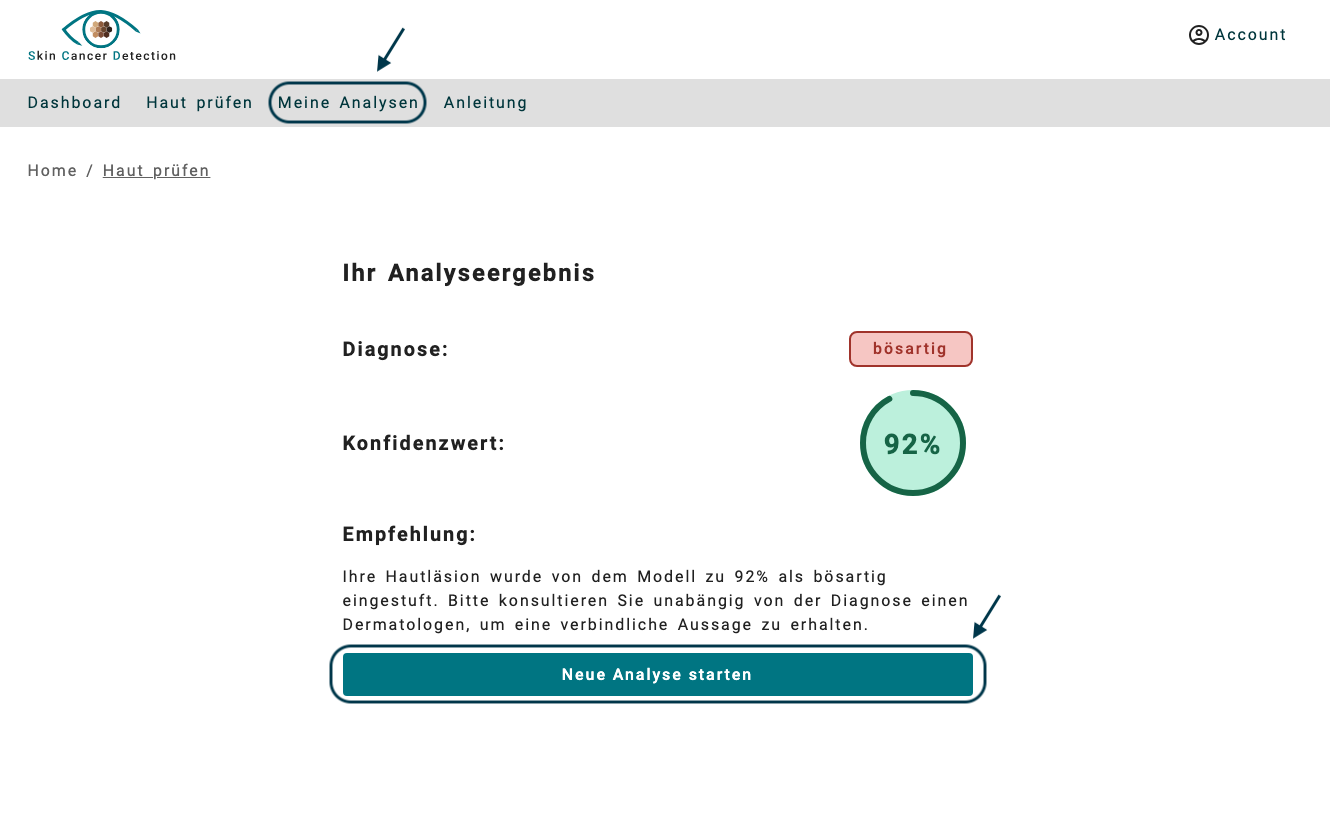 Skin Cancer Detection
Account
Dashboard Haut prüfen Meine Analysen Anleitung
Home / Haut prüfen
Ihr Analyseergebnis
Diagnose: bösartig
Konfidenzwert: 92%
Empfehlung:
Ihre Hautläsion wurde von dem Modell zu 92% als bösartig
eingestuft. Bitte konsultieren Sie unabängig von der Diagnose einen
Dermatologen, um eine verbindliche Aussage zu erhalten.
Neue Analyse starten